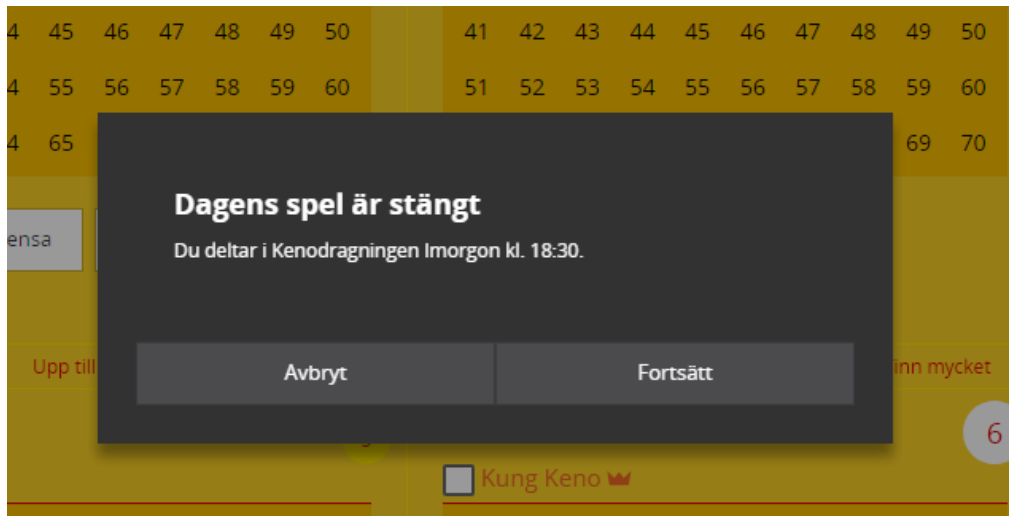 4 45 46 47 48 49 50 41 42 43 44 45 46 47 48 49 50
4 55 56 57 58 59 60 51 52 53 54 55 56 57 58 59 60
4 65 69 70
Dagens spel är stängt
ensa
Du deltar i Kenodragningen Imorgon kl. 18:30.
Upp till
Avbryt
Fortsätt
inn mycket
6
Kung Keno